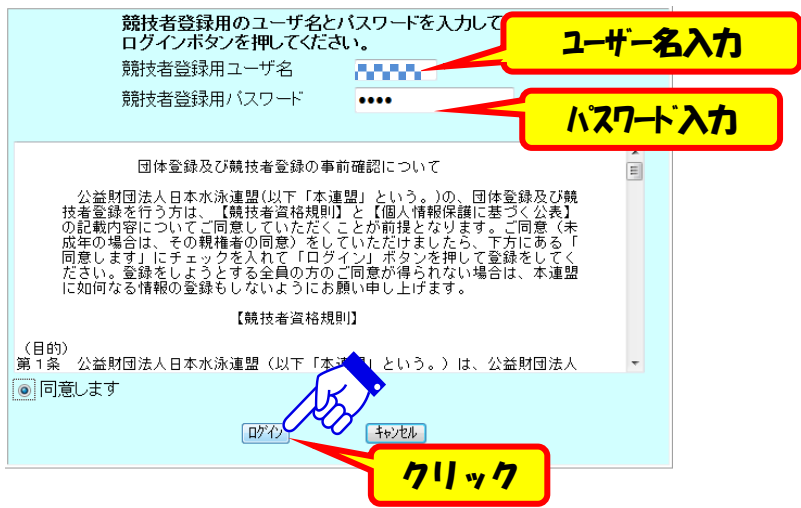 競技者登録用のユーザ名とパスワードを入力して
ログインボタンを押してください。
ユーザー名入力
競技者登録用ユーザ名
競技者登録用パスワード ●●●●
パスワード入力
団体登録及び競技者登録の事前確認について
公益財団法人日本水泳連盟(以下「本連盟」という。)の、団体登録及び競
技者登録を行う方は、【競技者資格規則】と【個人情報保護に基づく公表】
の記載内容についてご同意していただくことが前提となります。ご同意(未
成年の場合は、その親権者の同意)をしていただけましたら、下方にある「
同意します」にチェックを入れて「ログイン」ボタンを押して登録をしてく
ださい。登録をしようとする全員の方のご同意が得られない場合は、本連盟
に如何なる情報の登録もしないようにお願い申し上げます。
【競技者資格規則】
(目的)
第1条 公益財団法人日本水泳連盟(以下「本連盟」という。)は、公益財団法人
同意します
ログイン キャンセル
クリック